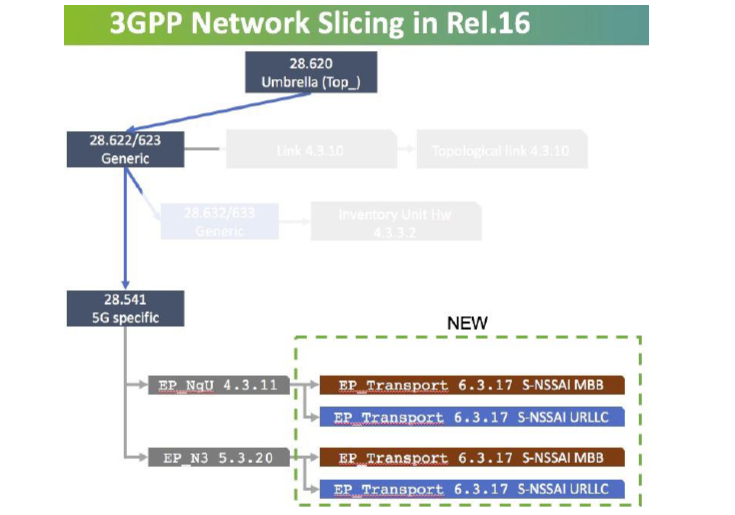 3GPP Network Slicing in Rel.16
28.620
Umbrella (Top_)
28.622/623
Generic
Link 4.3.10
Topological link 4.3.10
28.632/633
Generic
Inventory Unit Hw
4.3.3.2
28.541
5G specific
NEW
EP_NgU 4.3.11
EP_Transport 6.3.17 S-NSSAI MBB
EP_Transport 6.3.17 S-NSSAI URLLC
EP_N3 5.3.20
EP_Transport 6.3.17 S-NSSAI MBB
EP_Transport 6.3.17 S-NSSAI URLLC